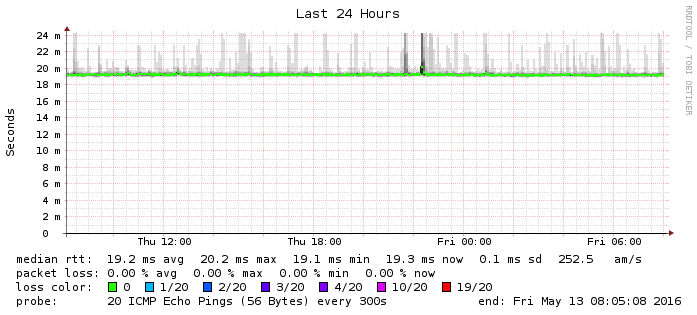 Last 24 Hours
RRDTOOL / TOBI OETIKER
Seconds
24 m
22 m
20 m
18 m
16 m
14 m
12 m
10 m
8 m
6 m
4 m
2 m
0
Thu 12:00 Thu 18:00 Fri 00:00 Fri 06:00
median rtt: 19.2 ms avg 20.2 ms max 19.1 ms min 19.3 ms now 0.1 ms sd 252.5 am/s
packet loss: 0.00 % avg 0.00 % max 0.00 % min 0.00 % now
loss color: 0 1/20 2/20 3/20 4/20 10/20 19/20
probe: 20 ICMP Echo Pings (56 Bytes) every 300s end: Fri May 13 08:05:08 2016